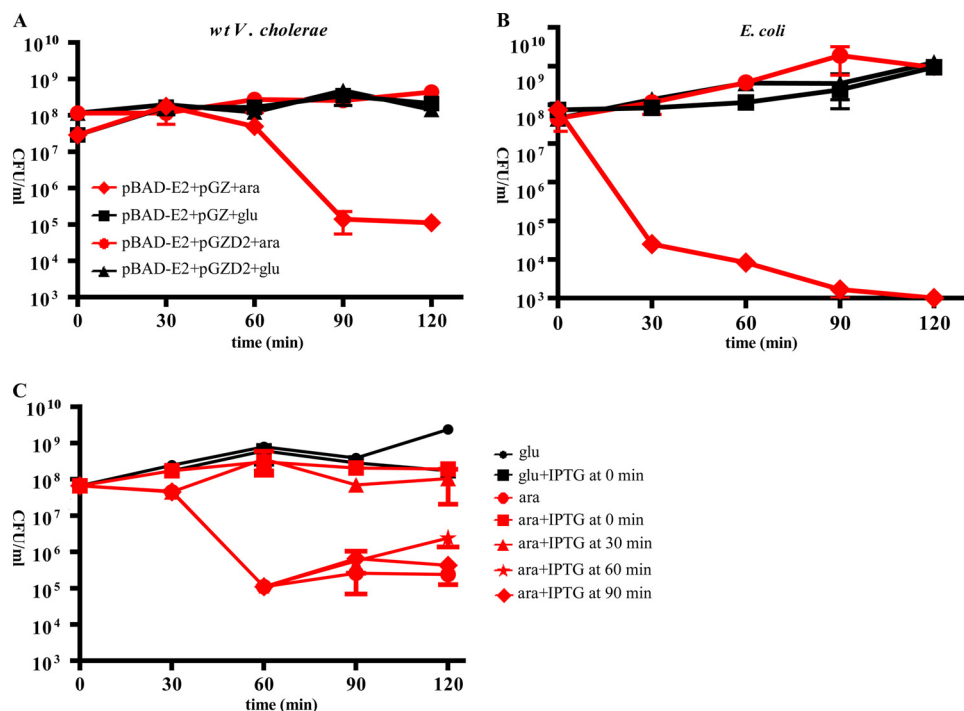 A
wt V. cholerae
10^10
10^9
10^8
10^7
10^6
10^5
10^4
10^3
CFU/ml
pBAD-E2+pGZ+ara
pBAD-E2+pGZ+glu
pBAD-E2+pGZD2+ara
pBAD-E2+pGZD2+glu
0 30 60 90 120
time (min)
B
E. coli
10^10
10^9
10^8
10^7
10^6
10^5
10^4
10^3
CFU/ml
0 30 60 90 120
time (min)
C
10^10
10^9
10^8
10^7
10^6
10^5
10^4
10^3
CFU/ml
0 30 60 90 120
time (min)
glu
glu+IPTG at 0 min
ara
ara+IPTG at 0 min
ara+IPTG at 30 min
ara+IPTG at 60 min
ara+IPTG at 90 min